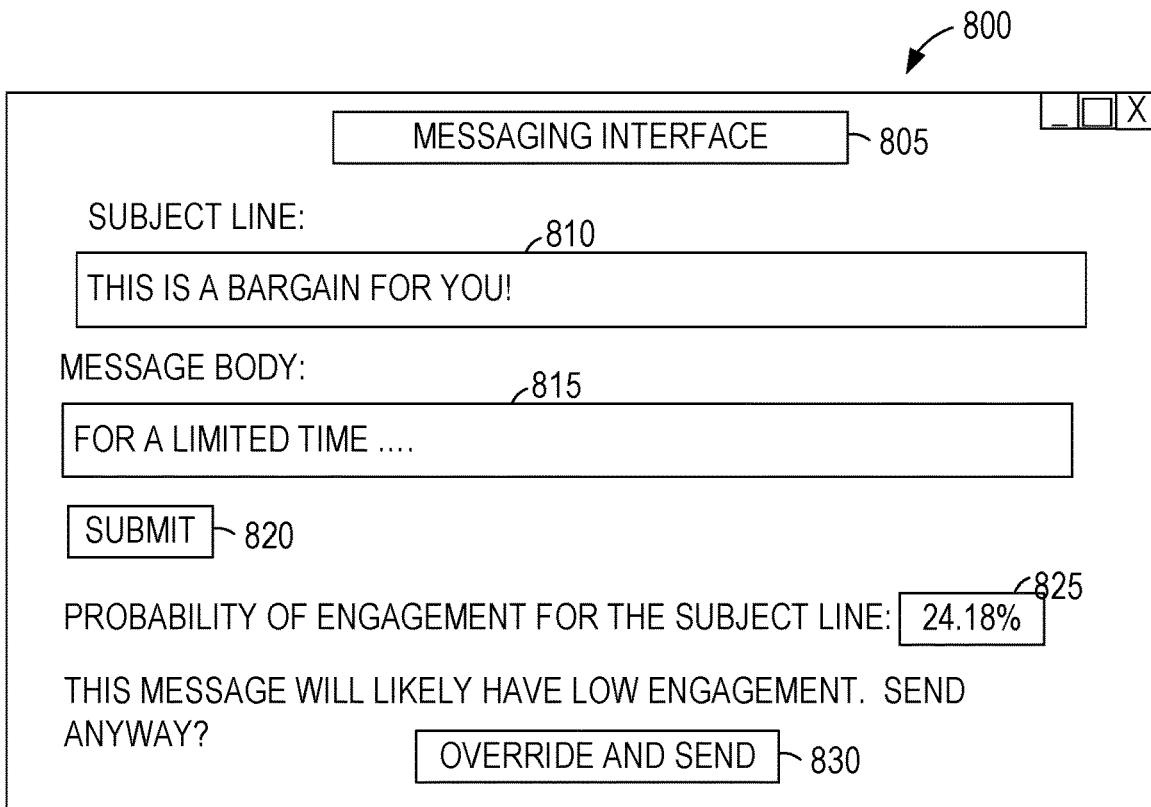 800
_ X
MESSAGING INTERFACE 805
SUBJECT LINE:
810
THIS IS A BARGAIN FOR YOU!
MESSAGE BODY:
815
FOR A LIMITED TIME ....
SUBMIT 820
825
PROBABILITY OF ENGAGEMENT FOR THE SUBJECT LINE: 24.18%
THIS MESSAGE WILL LIKELY HAVE LOW ENGAGEMENT. SEND
ANYWAY?
OVERRIDE AND SEND 830